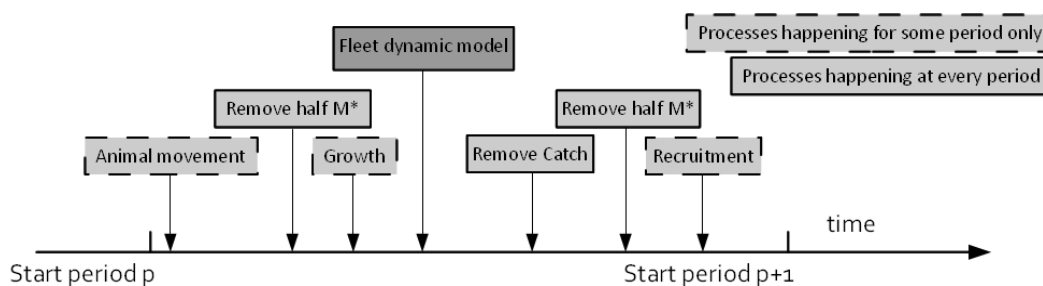 Processes happening for some period only
Fleet dynamic model
Processes happening at every period
Remove half M*
Remove half M*
Animal movement
Growth
Remove Catch
Recruitment
time
Start period p
Start period p+1